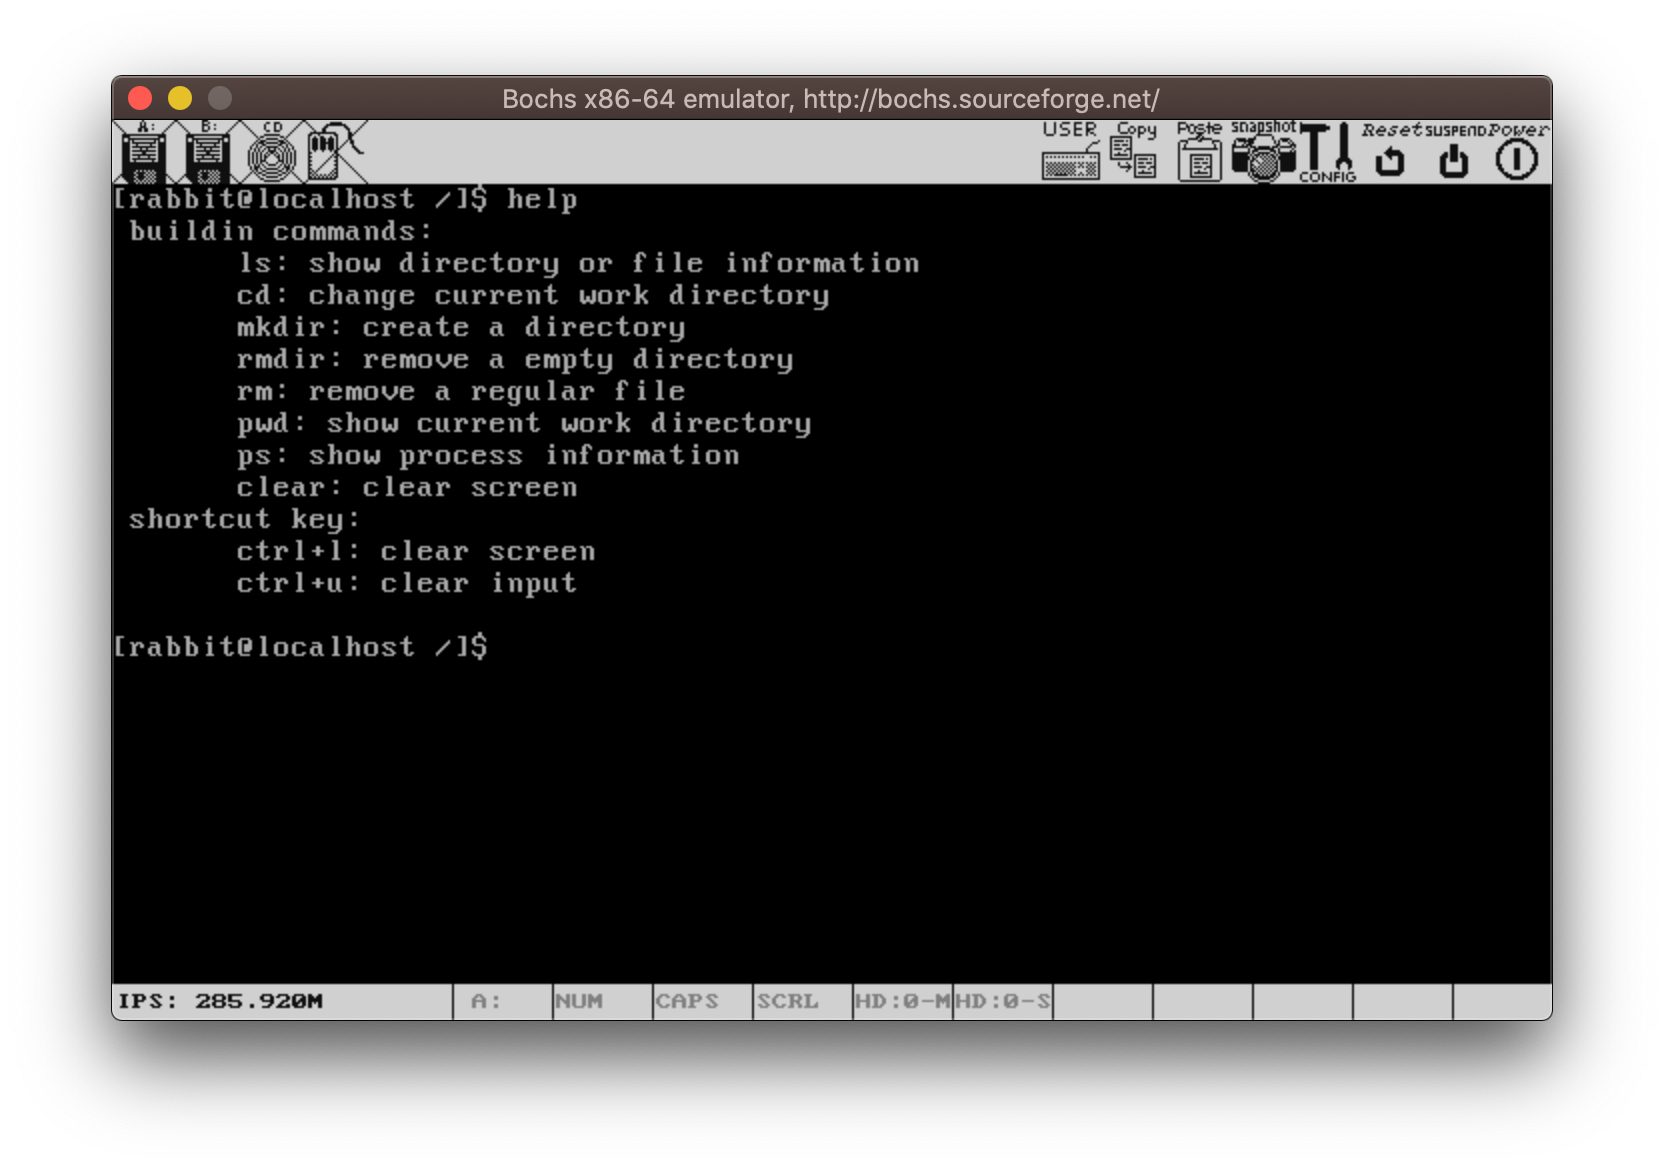 Bochs x86-64 emulator, http://bochs.sourceforge.net/
A: B: CD USER Copy Paste snapshot CONFIG Reset SUSPEND Power
[rabbit@localhost /]$ help
buildin commands:
ls: show directory or file information
cd: change current work directory
mkdir: create a directory
rmdir: remove a empty directory
rm: remove a regular file
pwd: show current work directory
ps: show process information
clear: clear screen
shortcut key:
ctrl+l: clear screen
ctrl+u: clear input
[rabbit@localhost /]$
IPS: 285.920M A: NUM CAPS SCRL HD:0-M HD:0-S